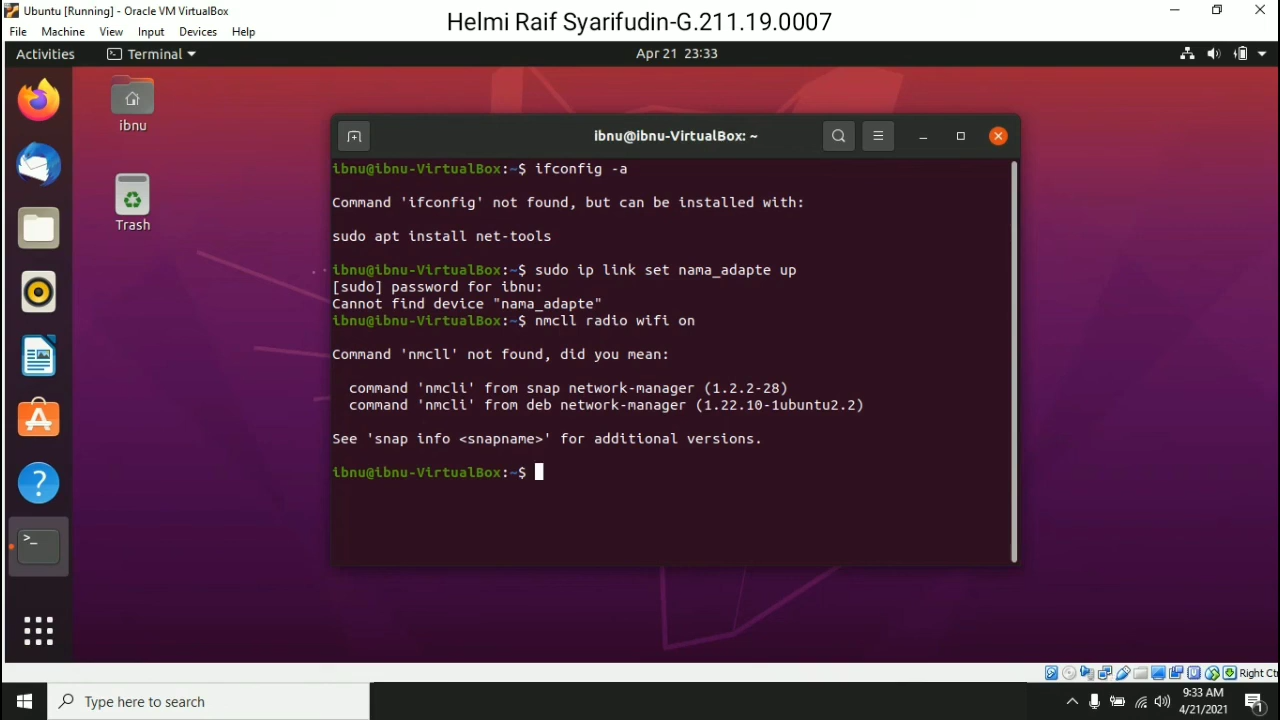 Ubuntu [Running] - Oracle VM VirtualBox
Helmi Raif Syarifudin-G.211.19.0007
File Machine View Input Devices Help
Activities Terminal Apr 21 23:33
ibnu
Trash
ibnu@ibnu-VirtualBox: ~
ibnu@ibnu-VirtualBox:~$ ifconfig -a
Command 'ifconfig' not found, but can be installed with:
sudo apt install net-tools
ibnu@ibnu-VirtualBox:~$ sudo ip link set nama_adapte up
[sudo] password for ibnu:
Cannot find device "nama_adapte"
ibnu@ibnu-VirtualBox:~$ nmcll radio wifi on
Command 'nmcll' not found, did you mean:
command 'nmcli' from snap network-manager (1.2.2-28)
command 'nmcli' from deb network-manager (1.22.10-1ubuntu2.2)
See 'snap info <snapname>' for additional versions.
ibnu@ibnu-VirtualBox:~$
Right Ct
Type here to search
9:33 AM
4/21/2021
1